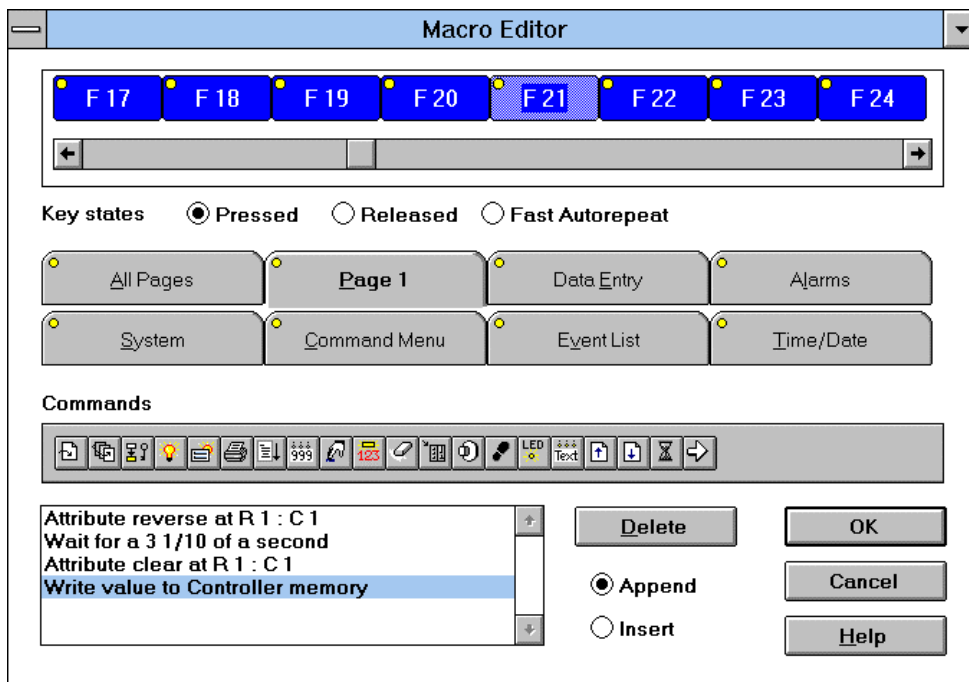 Macro Editor
F 17 F 18 F 19 F 20 F 21 F 22 F 23 F 24
Key states Pressed Released Fast Autorepeat
All Pages Page 1 Data Entry Alarms
System Command Menu Event List Time/Date
Commands
999 123 LED Text
Attribute reverse at R 1 : C 1
Wait for a 3 1/10 of a second
Attribute clear at R 1 : C 1
Write value to Controller memory
Delete OK
Append Cancel
Insert Help